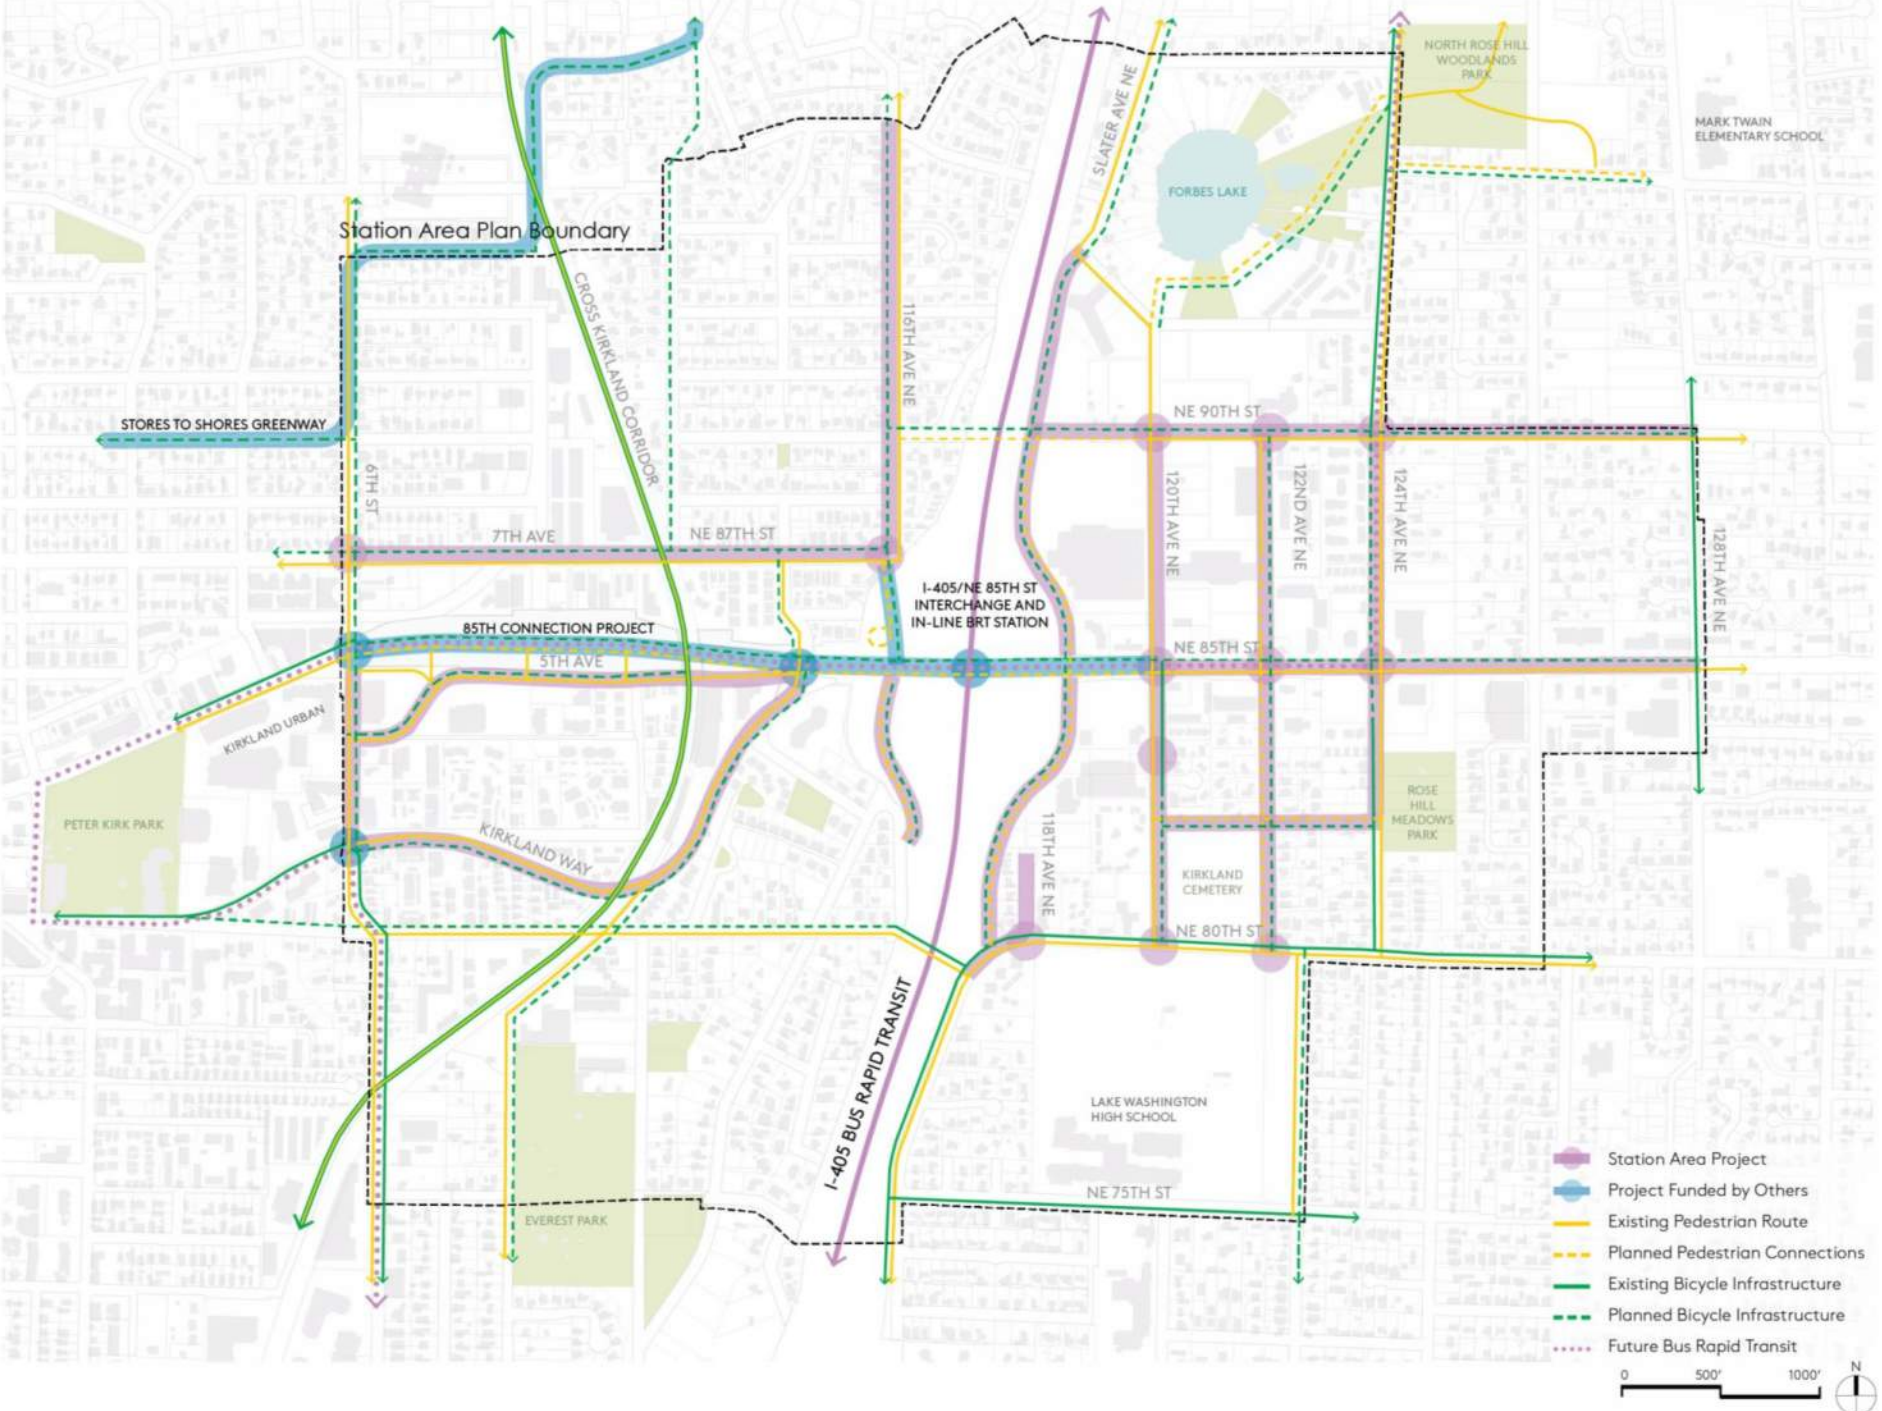 NORTH ROSE HILL
WOODLANDS
PARK
SLATER AVE NE
MARK TWAIN
ELEMENTARY SCHOOL
FORBES LAKE
Station Area Plan Boundary
CROSS KIRKLAND CORRIDOR
116TH AVE NE
STORES TO SHORES GREENWAY
NE 90TH ST
6TH ST
120TH AVE NE
122ND AVE NE
124TH AVE NE
128TH AVE NE
7TH AVE
NE 87TH ST
I-405/NE 85TH ST
INTERCHANGE AND
IN-LINE BRT STATION
85TH CONNECTION PROJECT
5TH AVE
NE 85TH ST
KIRKLAND URBAN
PETER KIRK PARK
KIRKLAND WAY
118TH AVE NE
ROSE
HILL
MEADOWS
PARK
KIRKLAND
CEMETERY
NE 80TH ST
I-405 BUS RAPID TRANSIT
LAKE WASHINGTON
HIGH SCHOOL
NE 75TH ST
EVEREST PARK
Station Area Project
Project Funded by Others
Existing Pedestrian Route
Planned Pedestrian Connections
Existing Bicycle Infrastructure
Planned Bicycle Infrastructure
Future Bus Rapid Transit
0 500' 1000'
N